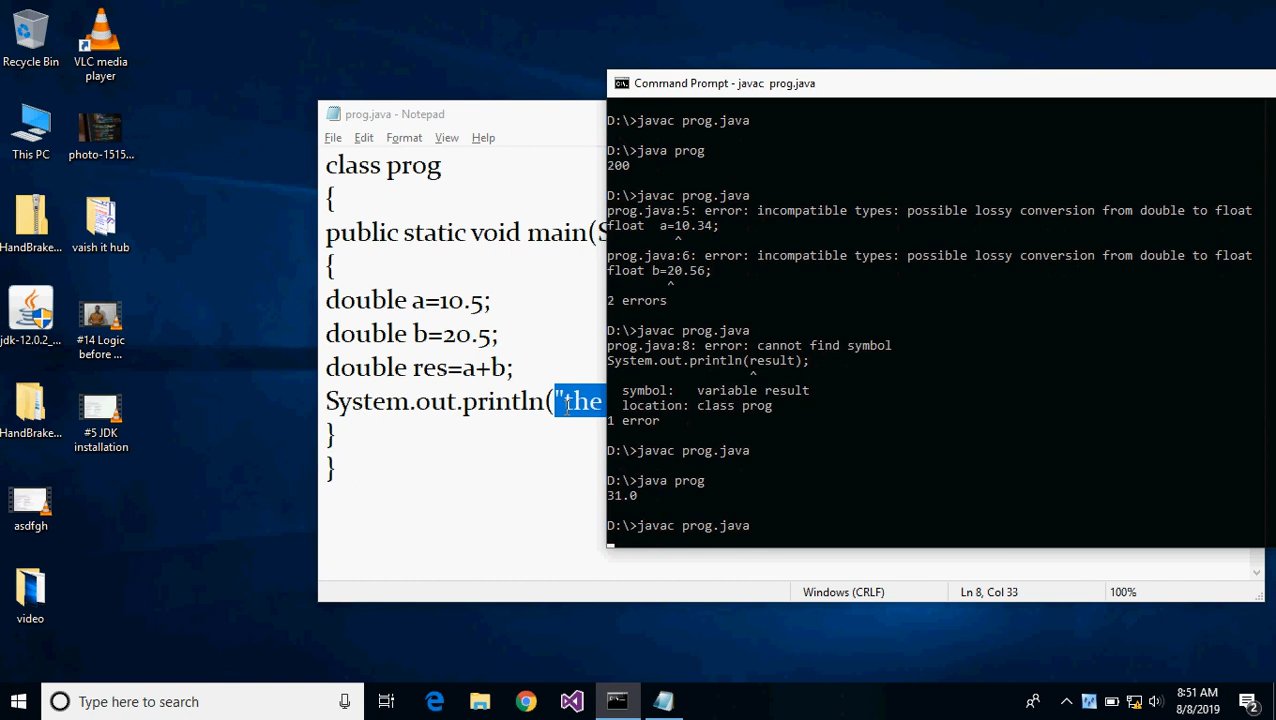 Recycle Bin
VLC media
player
This PC
photo-1515...
HandBrake...
vaish it hub
jdk-12.0.2_...
#14 Logic
before ...
HandBrake...
#5 JDK
installation
asdfgh
video
prog.java - Notepad
File Edit Format View Help
class prog
{
public static void main(S
{
double a=10.5;
double b=20.5;
double res=a+b;
System.out.println("the
}
}
Windows (CRLF) Ln 8, Col 33 100%
Command Prompt - javac prog.java
D:\>javac prog.java
D:\>java prog
200
D:\>javac prog.java
prog.java:5: error: incompatible types: possible lossy conversion from double to float
float  a=10.34;
^
prog.java:6: error: incompatible types: possible lossy conversion from double to float
float b=20.56;
^
2 errors
D:\>javac prog.java
prog.java:8: error: cannot find symbol
System.out.println(result);
^
symbol:   variable result
location: class prog
1 error
D:\>javac prog.java
D:\>java prog
31.0
D:\>javac prog.java
Type here to search
8:51 AM
8/8/2019
2